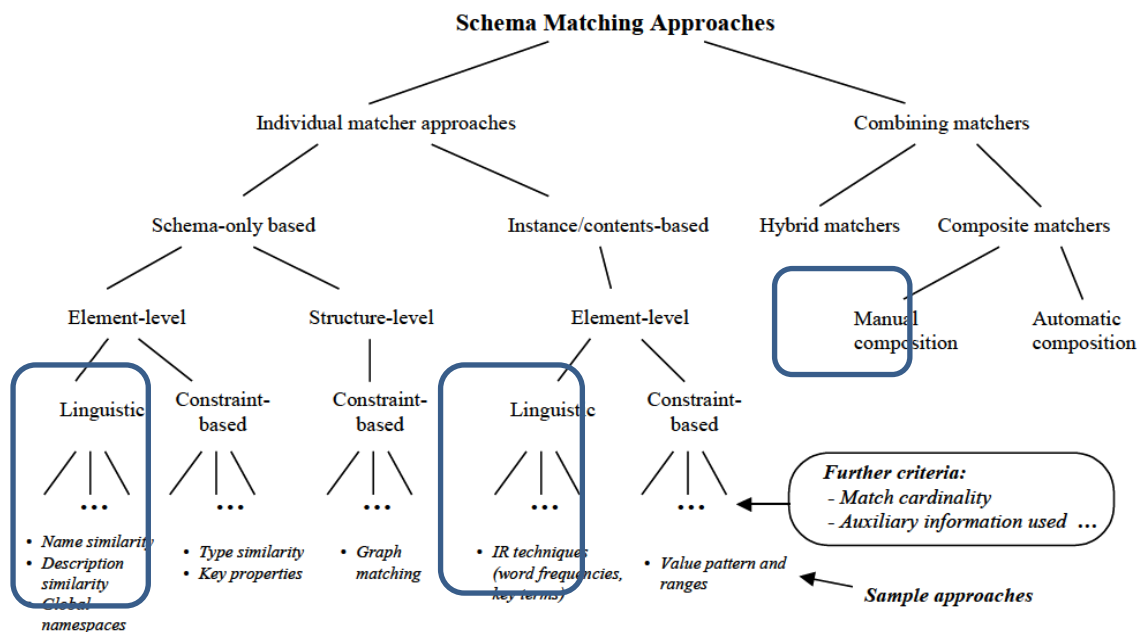 Schema Matching Approaches
Individual matcher approaches
Combining matchers
Schema-only based
Instance/contents-based
Hybrid matchers
Composite matchers
Element-level
Structure-level
Element-level
Manual
composition
Automatic
composition
Linguistic
Constraint-
based
Constraint-
based
Linguistic
Constraint-
based
...
...
...
...
...
Further criteria:
- Match cardinality
- Auxiliary information used ...
• Name similarity
• Description
similarity
• Global
namespaces
• Type similarity
• Key properties
• Graph
matching
• IR techniques
(word frequencies,
key terms)
• Value pattern and
ranges
Sample approaches